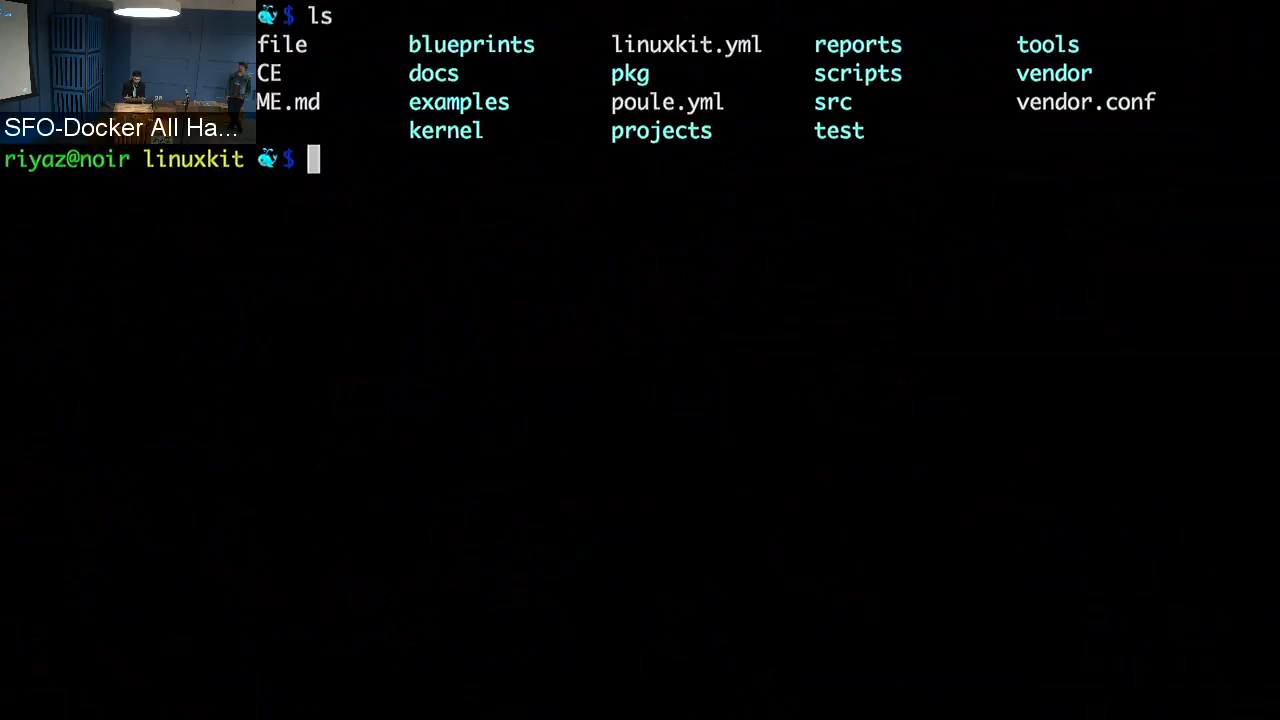 $ ls
file blueprints linuxkit.yml reports tools
CE docs pkg scripts vendor
ME.md examples poule.yml src vendor.conf
kernel projects test
SFO-Docker All Ha...
riyaz@noir linuxkit $